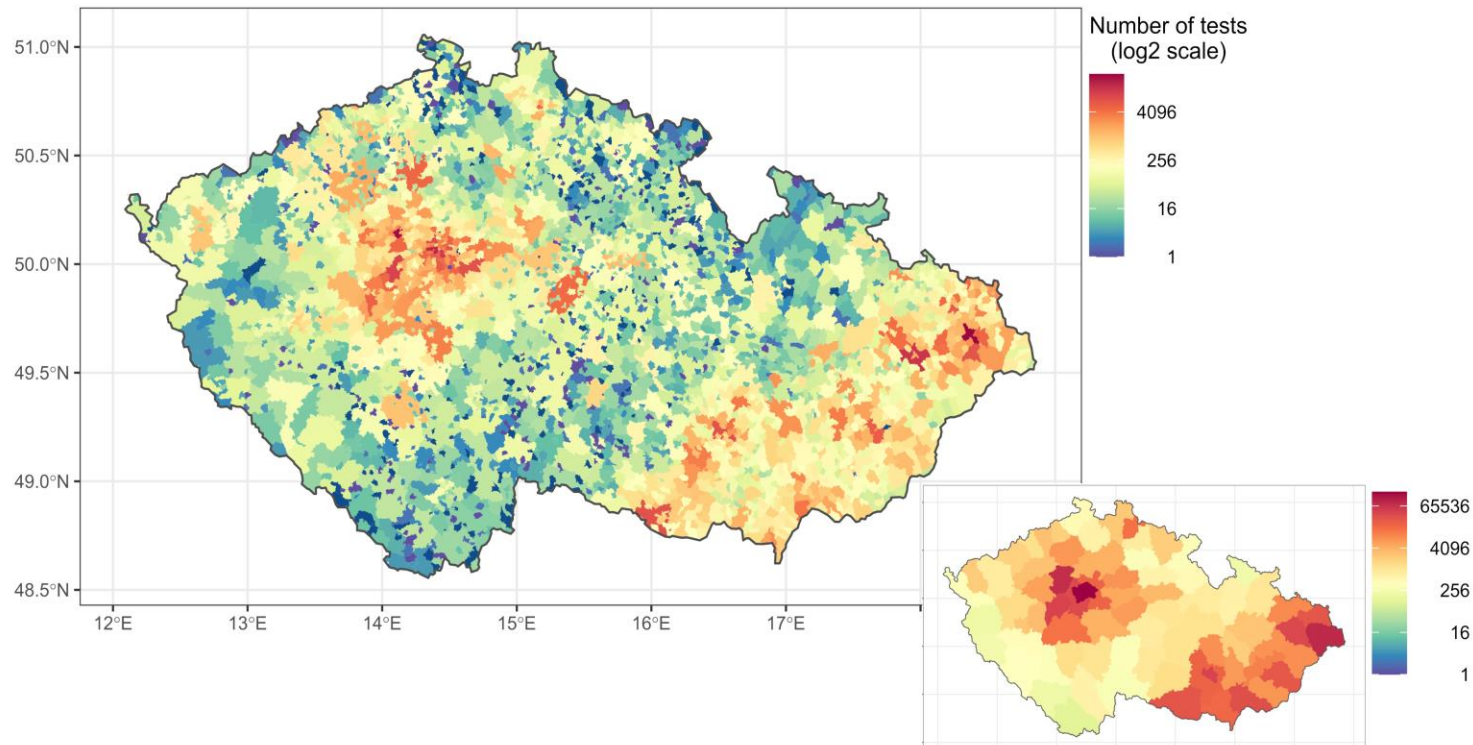 Number of tests
(log2 scale)
4096
256
16
1
51.0°N
50.5°N
50.0°N
49.5°N
49.0°N
48.5°N
12°E
13°E
14°E
15°E
16°E
17°E
65536
4096
256
16
1